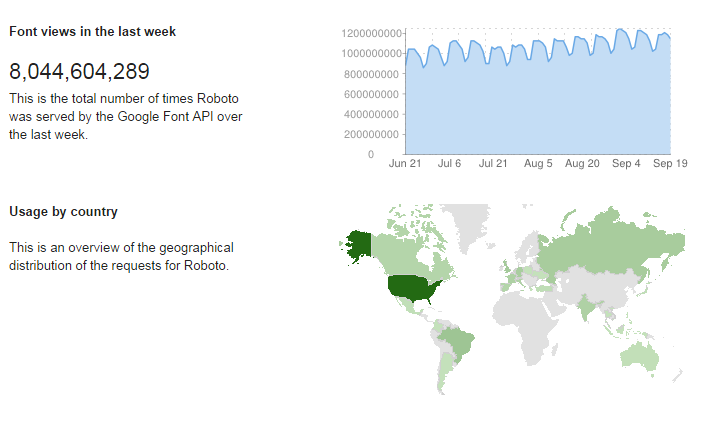 Font views in the last week
8,044,604,289
This is the total number of times Roboto
was served by the Google Font API over
the last week.
1200000000
1000000000
800000000
600000000
400000000
200000000
0
Jun 21
Jul 6
Jul 21
Aug 5
Aug 20
Sep 4
Sep 19
Usage by country
This is an overview of the geographical
distribution of the requests for Roboto.